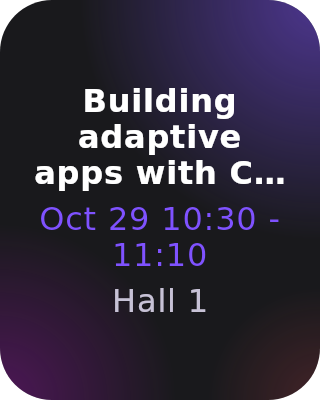 Building
adaptive
apps with C…
Oct 29 10:30 -
11:10
Hall 1